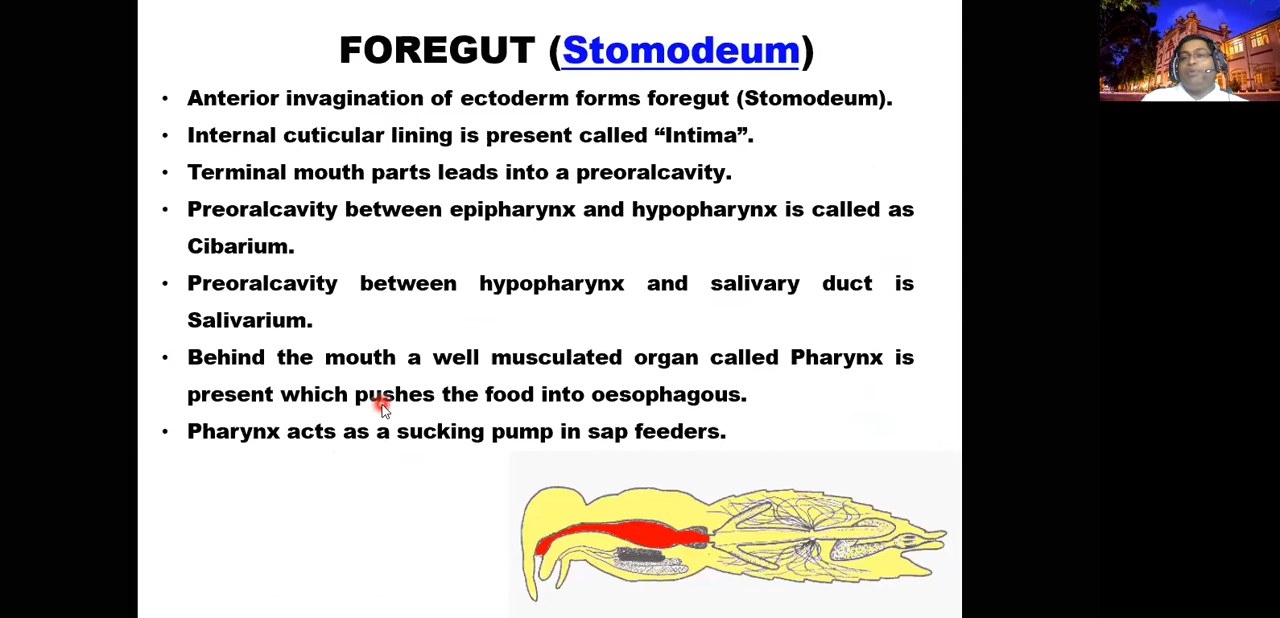 FOREGUT (Stomodeum)
• Anterior invagination of ectoderm forms foregut (Stomodeum).
• Internal cuticular lining is present called “Intima”.
• Terminal mouth parts leads into a preoralcavity.
• Preoralcavity between epipharynx and hypopharynx is called as
Cibarium.
• Preoralcavity between hypopharynx and salivary duct is
Salivarium.
• Behind the mouth a well musculated organ called Pharynx is
present which pushes the food into oesophagous.
• Pharynx acts as a sucking pump in sap feeders.